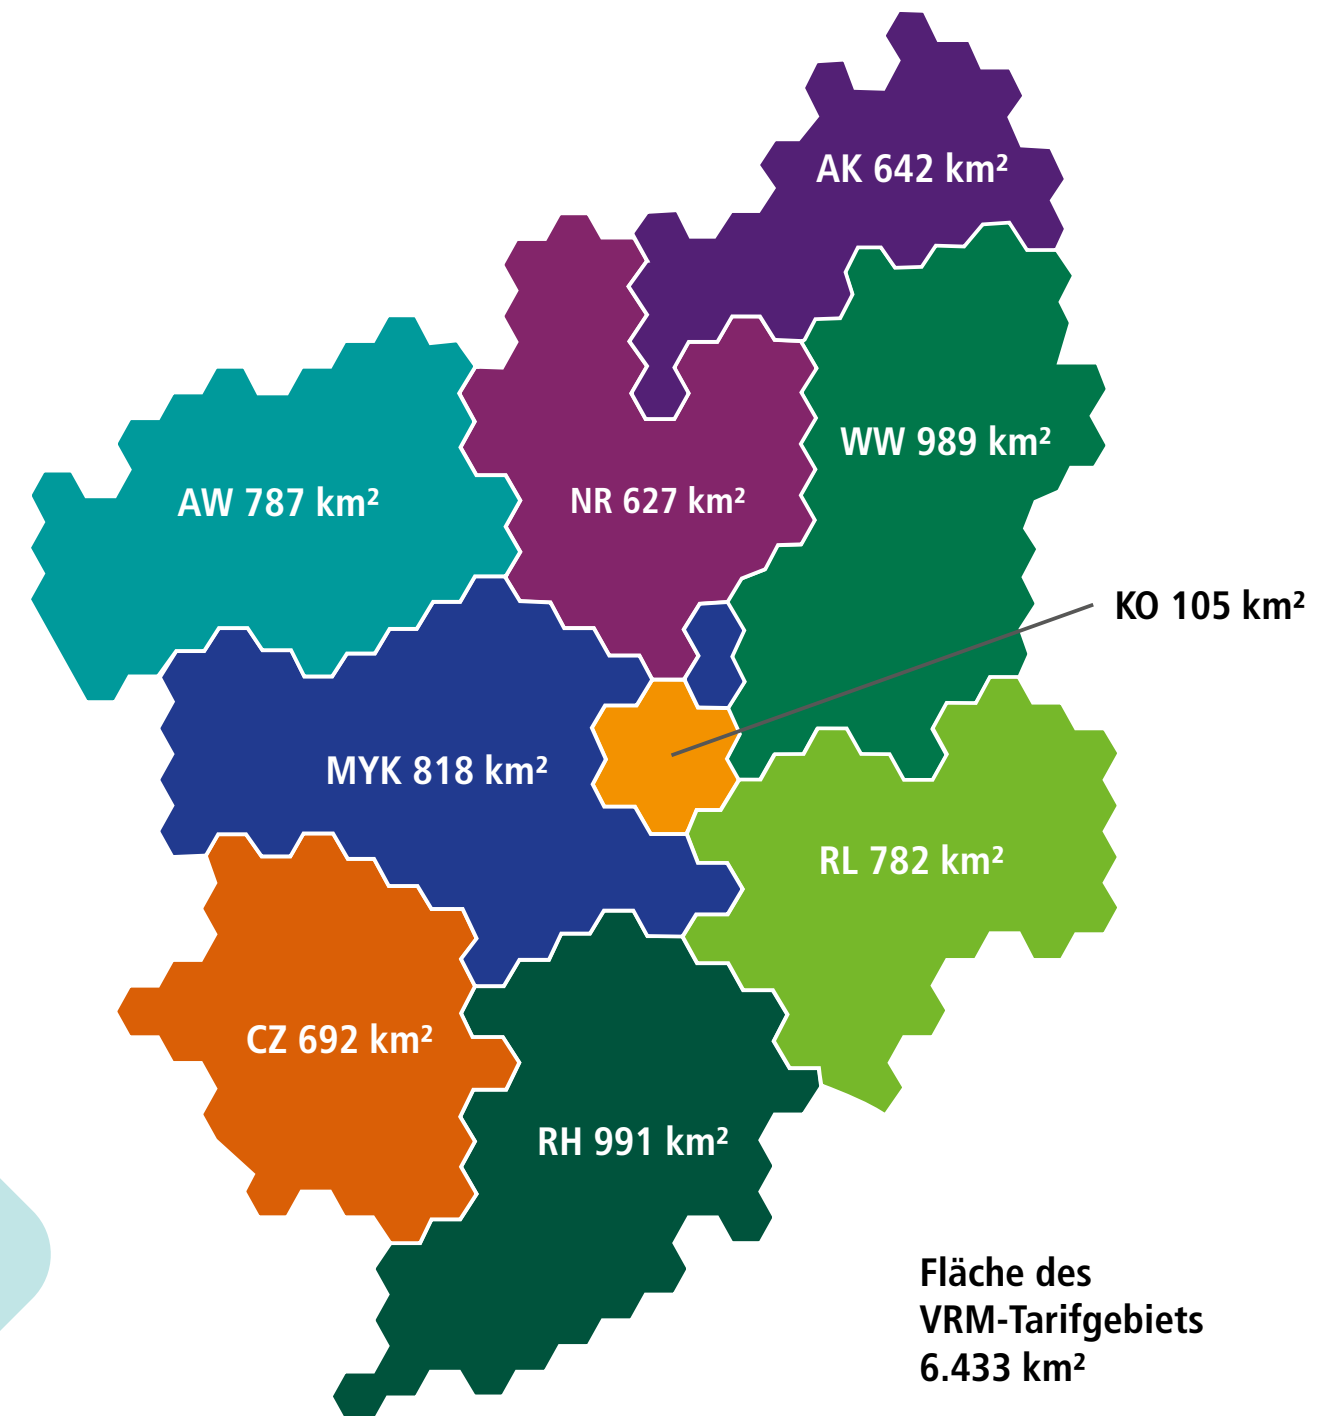 AK 642 km²
WW 989 km²
AW 787 km²
NR 627 km²
KO 105 km²
MYK 818 km²
RL 782 km²
CZ 692 km²
RH 991 km²
Fläche des
VRM-Tarifgebiets
6.433 km²